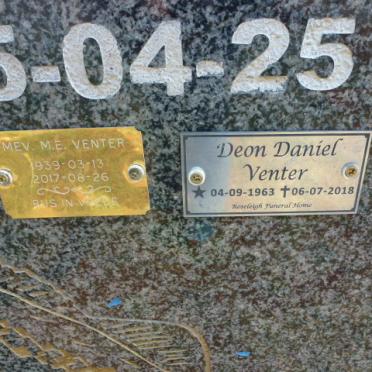 5-04-25
MEV. M.E. VENTER
1939-03-13
2017-08-26
RUS IN VREDE
Deon Daniel
Venter
★ 04-09-1963 ✝ 06-07-2018
Roseleigh Funeral Home